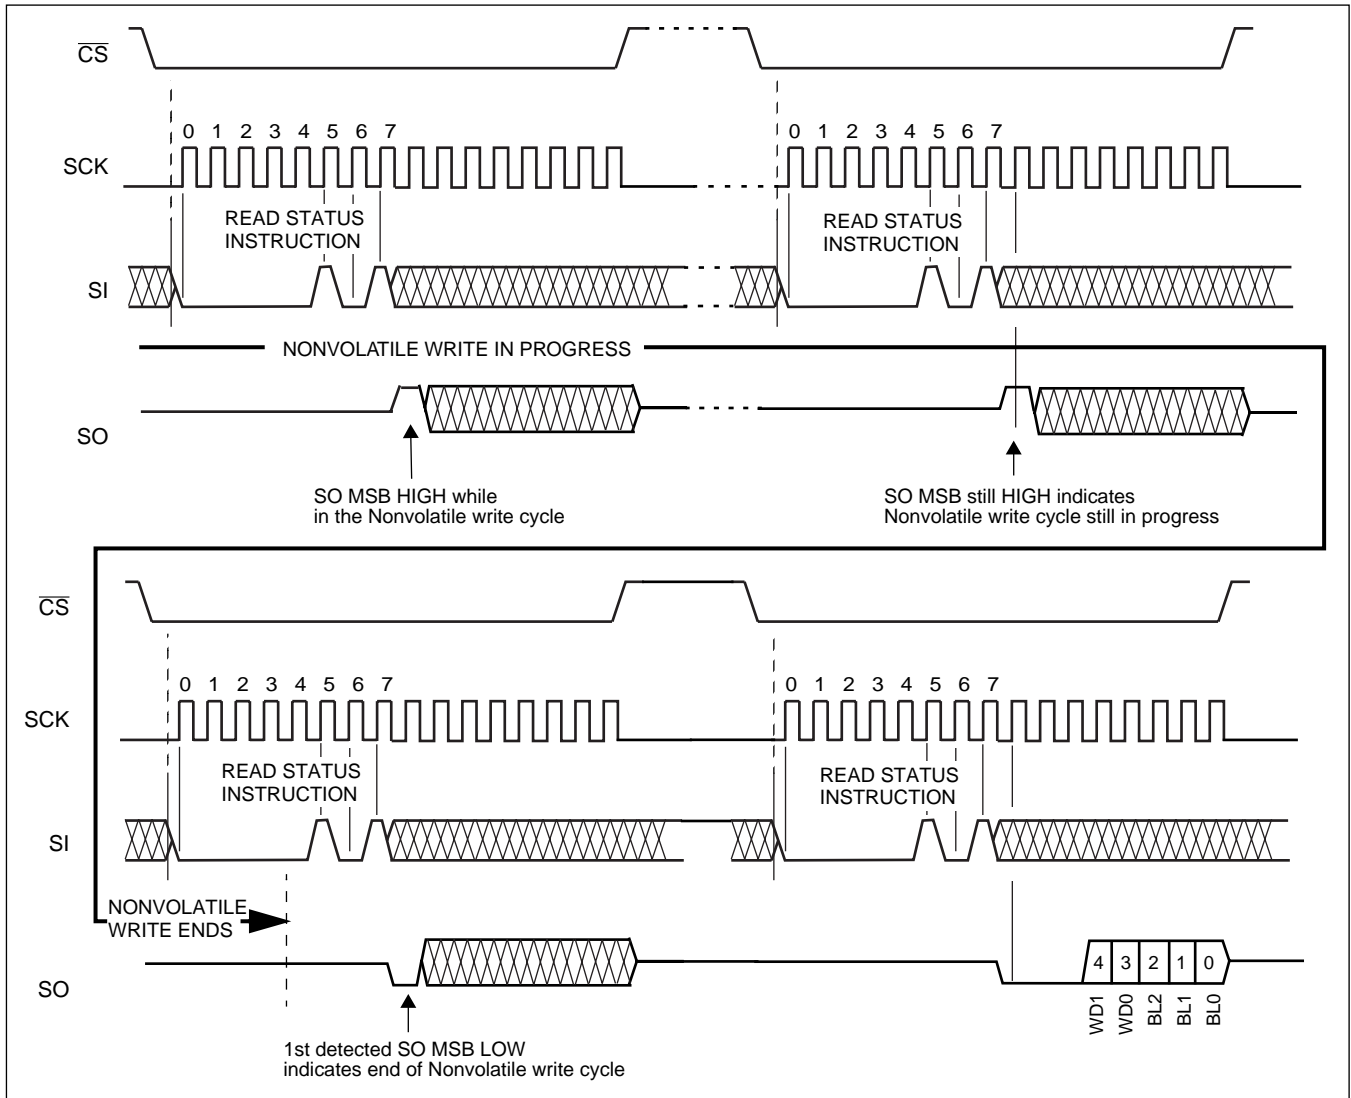 CS
SCK
0 1 2 3 4 5 6 7
0 1 2 3 4 5 6 7
READ STATUS
INSTRUCTION
READ STATUS
INSTRUCTION
SI
NONVOLATILE WRITE IN PROGRESS
SO
SO MSB HIGH while
in the Nonvolatile write cycle
SO MSB still HIGH indicates
Nonvolatile write cycle still in progress
CS
SCK
0 1 2 3 4 5 6 7
0 1 2 3 4 5 6 7
READ STATUS
INSTRUCTION
READ STATUS
INSTRUCTION
SI
NONVOLATILE
WRITE ENDS
SO
4 3 2 1 0
WD1
WD0
BL2
BL1
BL0
1st detected SO MSB LOW
indicates end of Nonvolatile write cycle